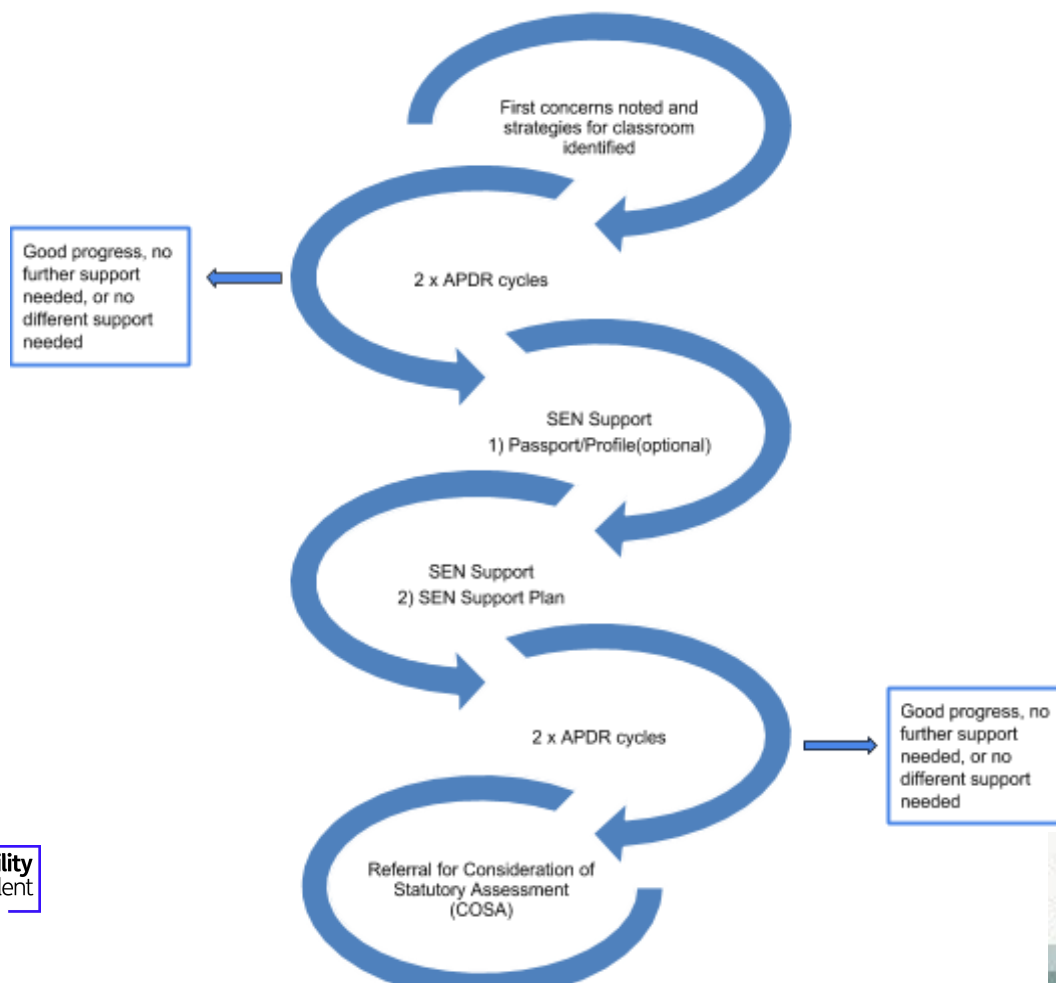 First concerns noted and
strategies for classroom
identified
Good progress, no
further support
needed, or no
different support
needed
2 x APDR cycles
SEN Support
1) Passport/Profile(optional)
SEN Support
2) SEN Support Plan
2 x APDR cycles
Good progress, no
further support
needed, or no
different support
needed
Referral for Consideration of
Statutory Assessment
(COSA)